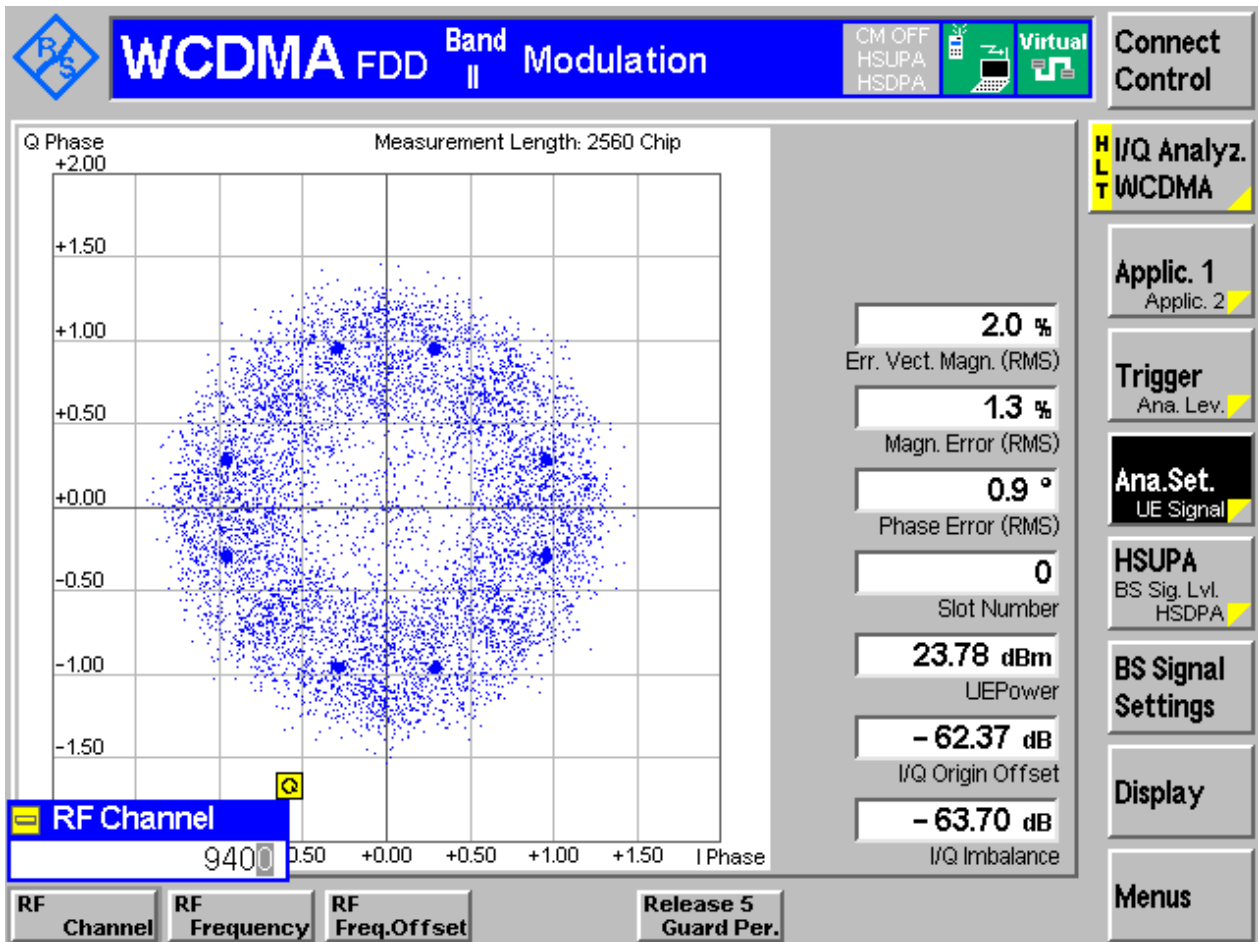 R&S
WCDMA FDD Band II Modulation
CM OFF
HSUPA
HSDPA
Virtual
Connect
Control
Q Phase
Measurement Length: 2560 Chip
+2.00
+1.50
+1.00
+0.50
+0.00
-0.50
-1.00
-1.50
Q
RF Channel
9400
0.50
+0.00
+0.50
+1.00
+1.50
I Phase
2.0 %
Err. Vect. Magn. (RMS)
1.3 %
Magn. Error (RMS)
0.9 °
Phase Error (RMS)
0
Slot Number
23.78 dBm
UEPower
- 62.37 dB
I/Q Origin Offset
- 63.70 dB
I/Q Imbalance
HLT
I/Q Analyz.
WCDMA
Applic. 1
Applic. 2
Trigger
Ana. Lev.
Ana.Set.
UE Signal
HSUPA
BS Sig. Lvl.
HSDPA
BS Signal
Settings
Display
Menus
RF
Channel
RF
Frequency
RF
Freq.Offset
Release 5
Guard Per.